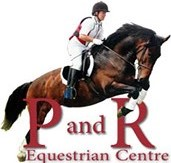 P and R
Equestrian Centre